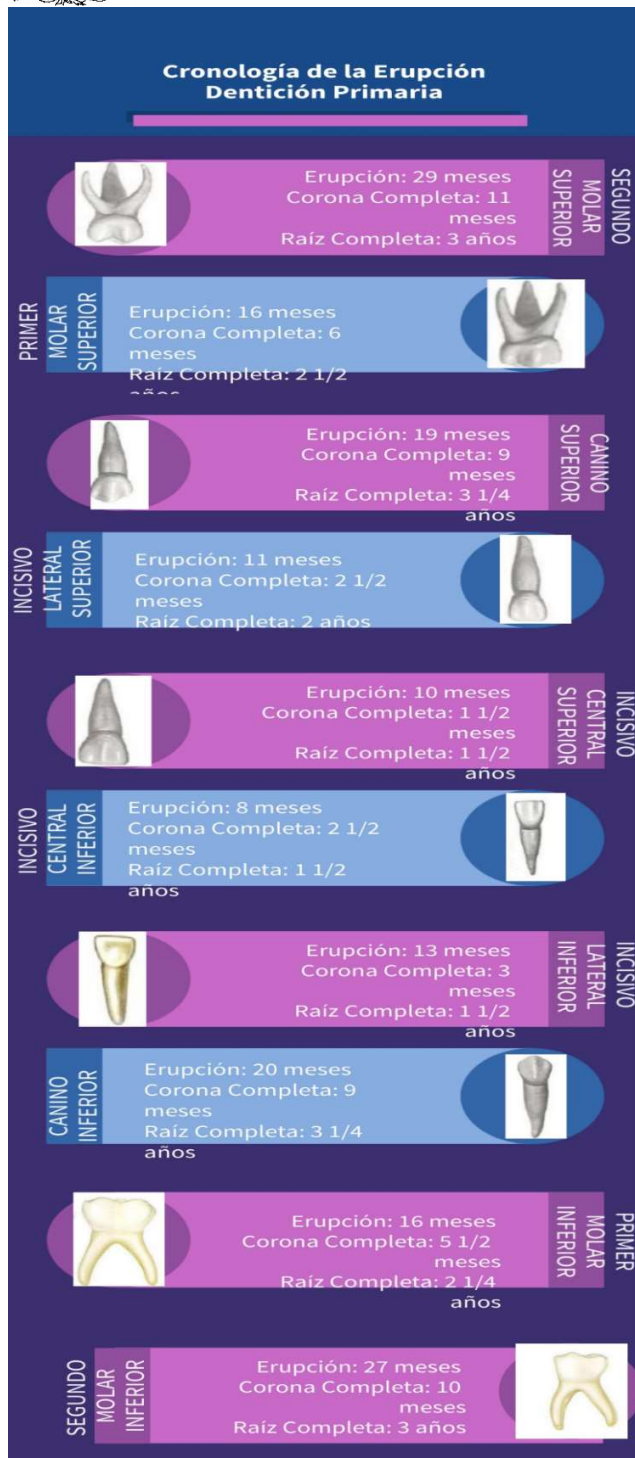 Cronología de la Erupción
Dentición Primaria
Erupción: 29 meses
Corona Completa: 11
meses
Raíz Completa: 3 años
SEGUNDO
MOLAR
SUPERIOR
PRIMER
MOLAR
SUPERIOR
Erupción: 16 meses
Corona Completa: 6
meses
Raíz Completa: 2 1/2
años
Erupción: 19 meses
Corona Completa: 9
meses
Raíz Completa: 3 1/4
años
CANINO
SUPERIOR
INCISIVO
LATERAL
SUPERIOR
Erupción: 11 meses
Corona Completa: 2 1/2
meses
Raíz Completa: 2 años
Erupción: 10 meses
Corona Completa: 1 1/2
meses
Raíz Completa: 1 1/2
años
INCISIVO
CENTRAL
SUPERIOR
INCISIVO
CENTRAL
INFERIOR
Erupción: 8 meses
Corona Completa: 2 1/2
meses
Raíz Completa: 1 1/2
años
Erupción: 13 meses
Corona Completa: 3
meses
Raíz Completa: 1 1/2
años
INCISIVO
LATERAL
INFERIOR
CANINO
INFERIOR
Erupción: 20 meses
Corona Completa: 9
meses
Raíz Completa: 3 1/4
años
Erupción: 16 meses
Corona Completa: 5 1/2
meses
Raíz Completa: 2 1/4
años
PRIMER
MOLAR
INFERIOR
SEGUNDO
MOLAR
INFERIOR
Erupción: 27 meses
Corona Completa: 10
meses
Raíz Completa: 3 años